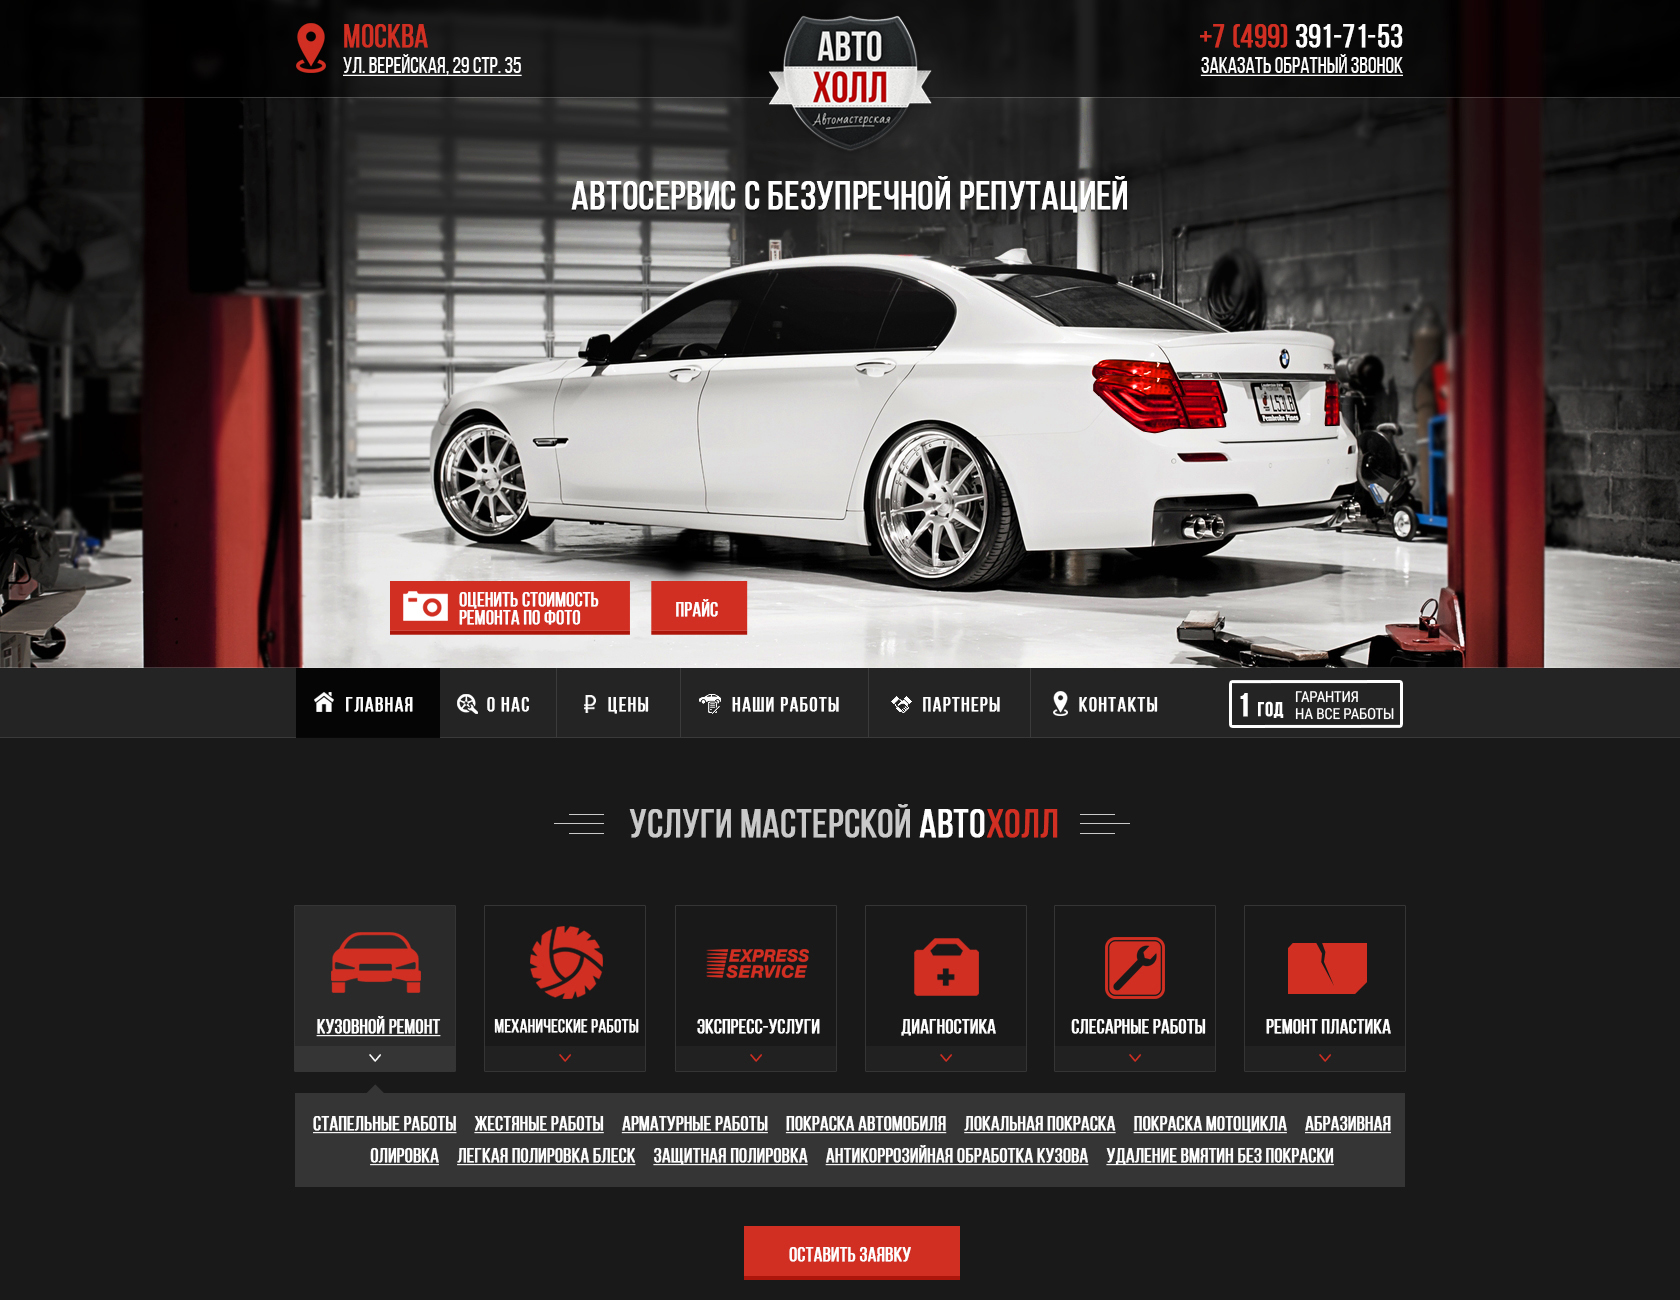 МОСКВА
УЛ. ВЕРЕЙСКАЯ, 29 СТР. 35
АВТО
ХОЛЛ
Автомастерская
+7 (499) 391-71-53
ЗАКАЗАТЬ ОБРАТНЫЙ ЗВОНОК
АВТОСЕРВИС С БЕЗУПРЕЧНОЙ РЕПУТАЦИЕЙ
L53LB
Pembroke Pines
ОЦЕНИТЬ СТОИМОСТЬ
РЕМОНТА ПО ФОТО
ПРАЙС
ГЛАВНАЯ
О НАС
ЦЕНЫ
НАШИ РАБОТЫ
ПАРТНЕРЫ
КОНТАКТЫ
1 год
ГАРАНТИЯ
НА ВСЕ РАБОТЫ
УСЛУГИ МАСТЕРСКОЙ АВТОХОЛЛ
КУЗОВНОЙ РЕМОНТ
МЕХАНИЧЕСКИЕ РАБОТЫ
EXPRESS
SERVICE
ЭКСПРЕСС-УСЛУГИ
ДИАГНОСТИКА
СЛЕСАРНЫЕ РАБОТЫ
РЕМОНТ ПЛАСТИКА
СТАПЕЛЬНЫЕ РАБОТЫ ЖЕСТЯНЫЕ РАБОТЫ АРМАТУРНЫЕ РАБОТЫ ПОКРАСКА АВТОМОБИЛЯ ЛОКАЛЬНАЯ ПОКРАСКА ПОКРАСКА МОТОЦИКЛА АБРАЗИВНАЯ
ОЛИРОВКА ЛЕГКАЯ ПОЛИРОВКА БЛЕСК ЗАЩИТНАЯ ПОЛИРОВКА АНТИКОРРОЗИЙНАЯ ОБРАБОТКА КУЗОВА УДАЛЕНИЕ ВМЯТИН БЕЗ ПОКРАСКИ
ОСТАВИТЬ ЗАЯВКУ